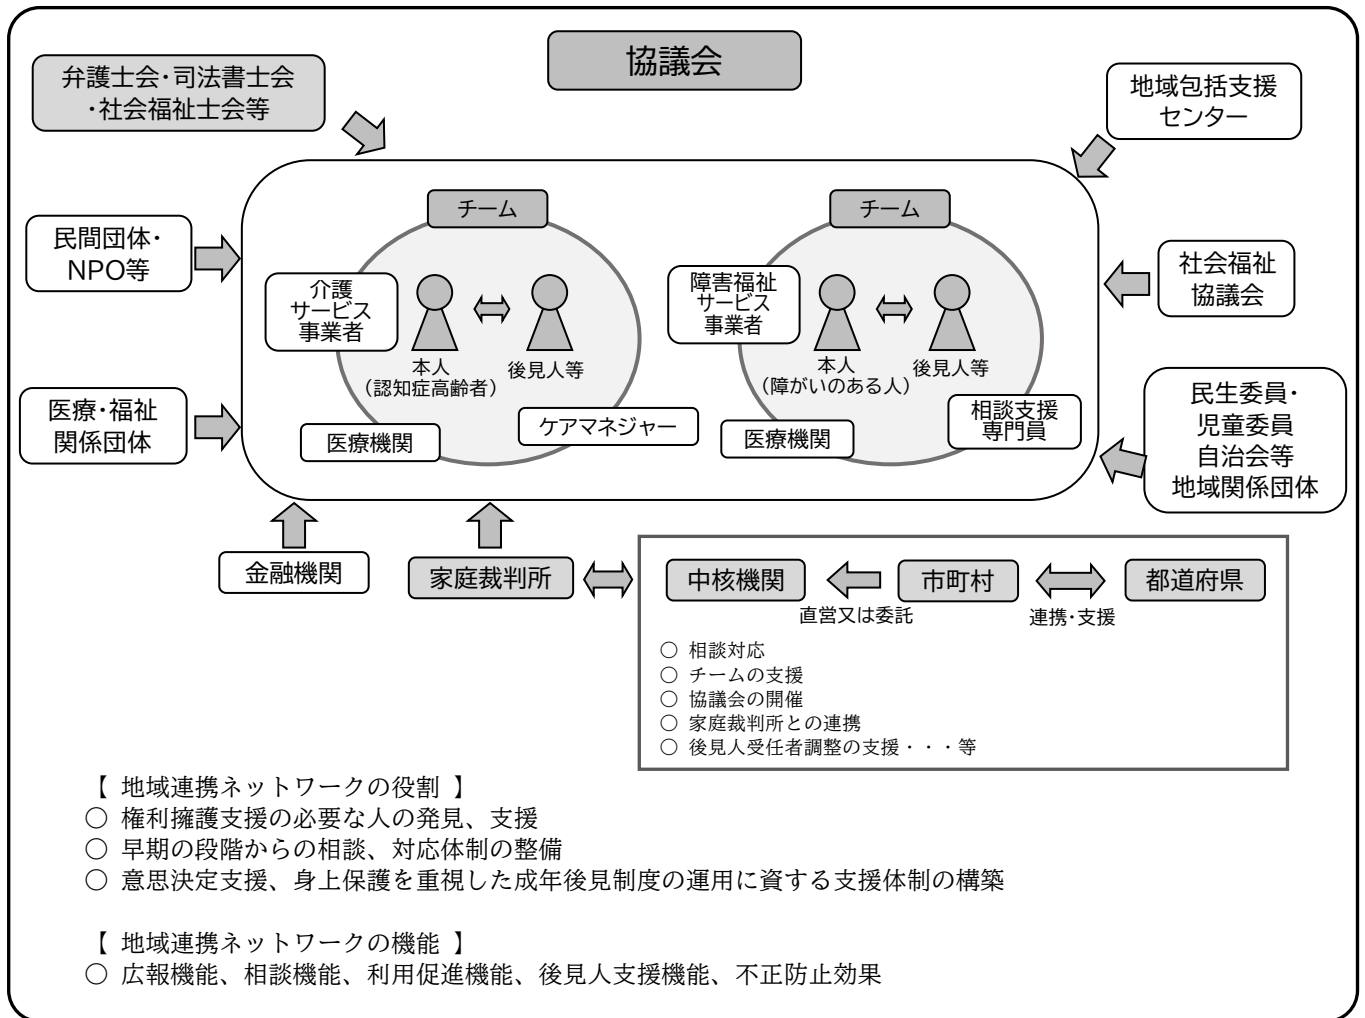 協議会
弁護士会・司法書士会
・社会福祉士会等
地域包括支援
センター
民間団体・
NPO等
社会福祉
協議会
医療・福祉
関係団体
民生委員・
児童委員
自治会等
地域関係団体
チーム
介護
サービス
事業者
本人
（認知症高齢者）
後見人等
医療機関
ケアマネジャー
チーム
障害福祉
サービス
事業者
本人
（障がいのある人）
後見人等
医療機関
相談支援
専門員
金融機関
家庭裁判所
中核機関
市町村
都道府県
直営又は委託
連携・支援
○ 相談対応
○ チームの支援
○ 協議会の開催
○ 家庭裁判所との連携
○ 後見人受任者調整の支援・・・等
【 地域連携ネットワークの役割 】
○ 権利擁護支援の必要な人の発見、支援
○ 早期の段階からの相談、対応体制の整備
○ 意思決定支援、身上保護を重視した成年後見制度の運用に資する支援体制の構築
【 地域連携ネットワークの機能 】
○ 広報機能、相談機能、利用促進機能、後見人支援機能、不正防止効果